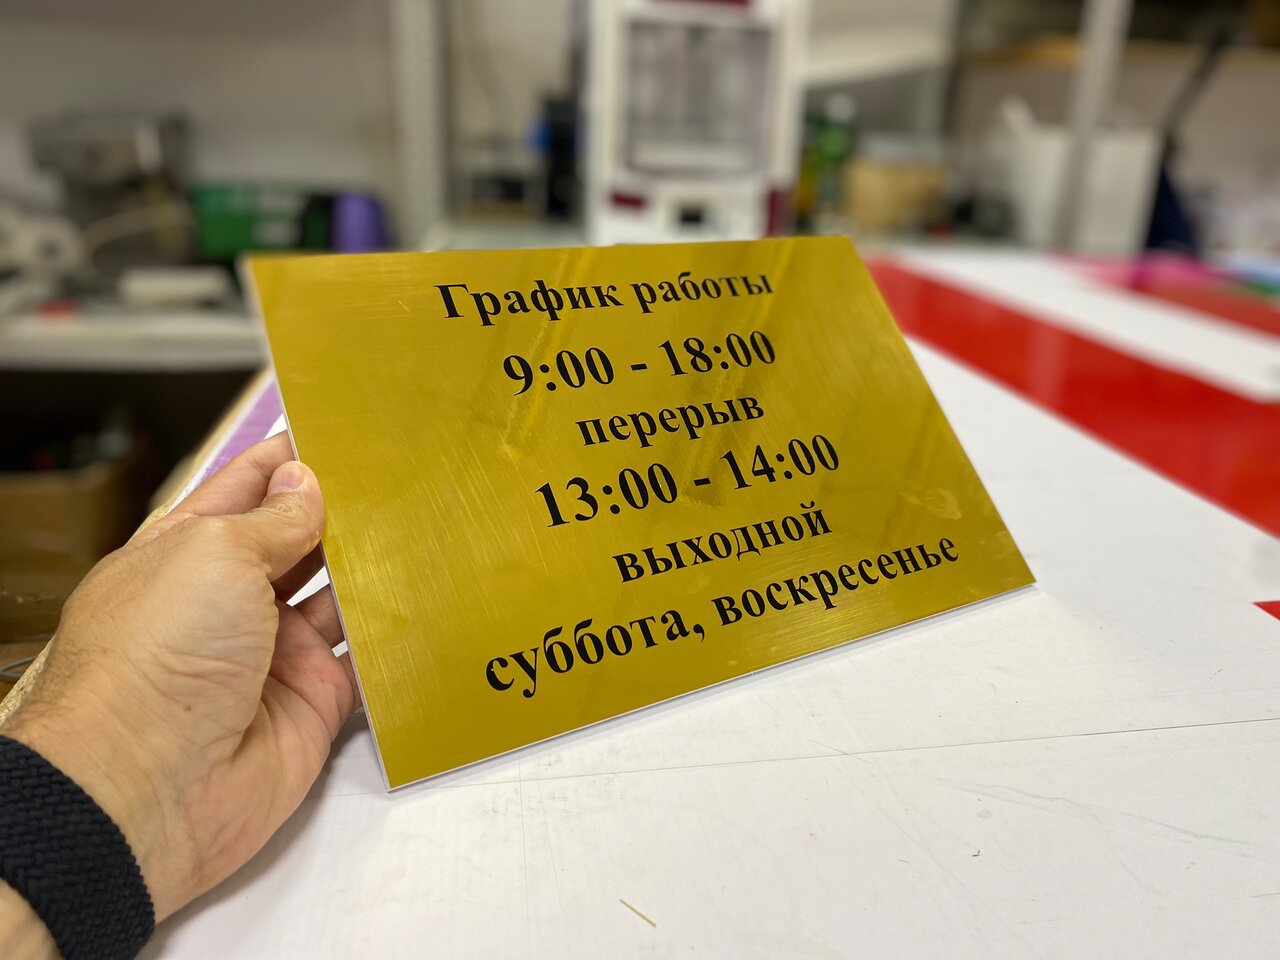 График работы
9:00 - 18:00
перерыв
13:00 - 14:00
выходной
суббота, воскресенье